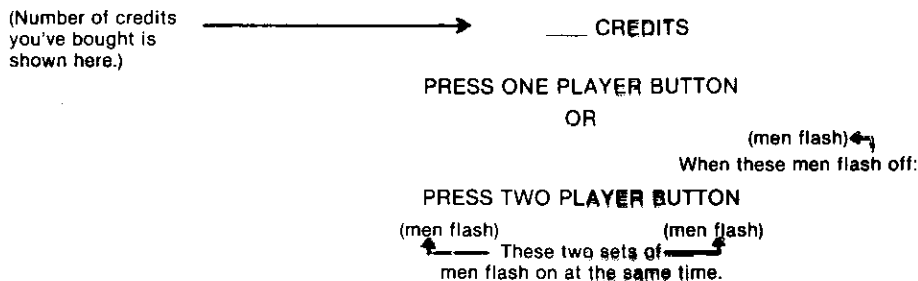 (Number of credits
you've bought is
shown here.)
___ CREDITS
PRESS ONE PLAYER BUTTON
OR
(men flash)
When these men flash off:
PRESS TWO PLAYER BUTTON
(men flash) (men flash)
These two sets of
men flash on at the same time.